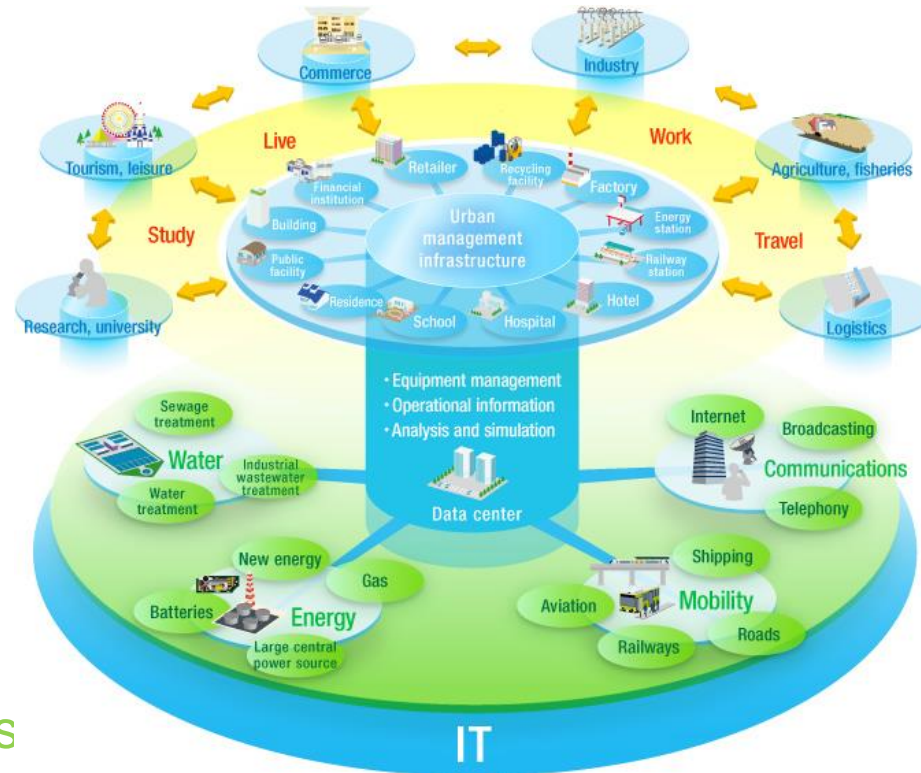 Commerce
Industry
Tourism, leisure
Live
Work
Agriculture, fisheries
Retailer
Recycling
facility
Financial
institution
Factory
Building
Urban
management
infrastructure
Energy
station
Study
Travel
Public
facility
Railway
station
Residence
Hotel
School
Hospital
Research, university
Logistics
• Equipment management
• Operational information
• Analysis and simulation
Data center
Sewage
treatment
Water
Industrial
wastewater
treatment
Water
treatment
Internet
Broadcasting
Communications
Telephony
New energy
Gas
Batteries
Energy
Large central
power source
Shipping
Aviation
Mobility
Railways
Roads
s
IT